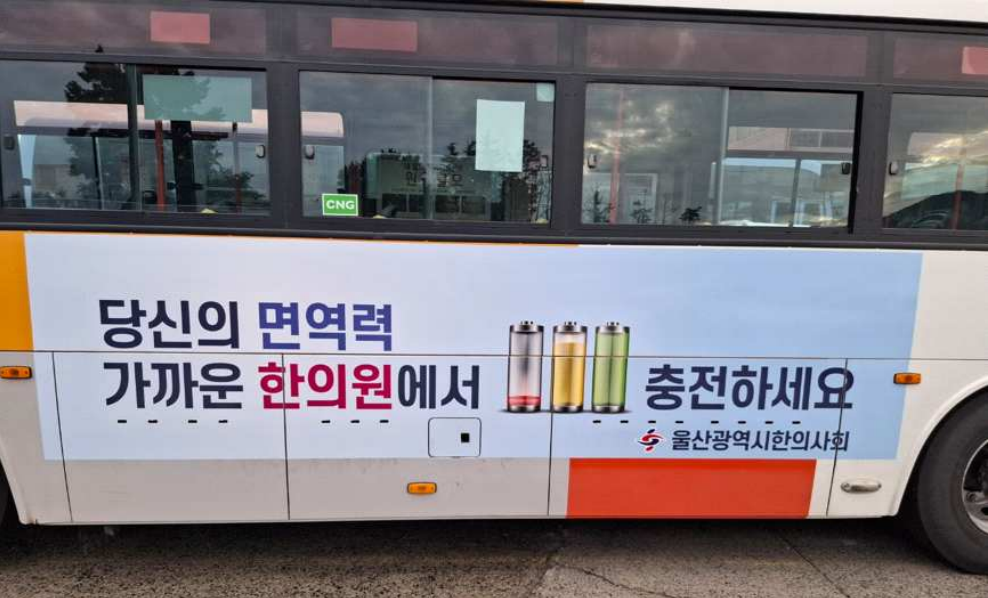 CNG
당신의 면역력
가까운 한의원에서 충전하세요
울산광역시한의사회